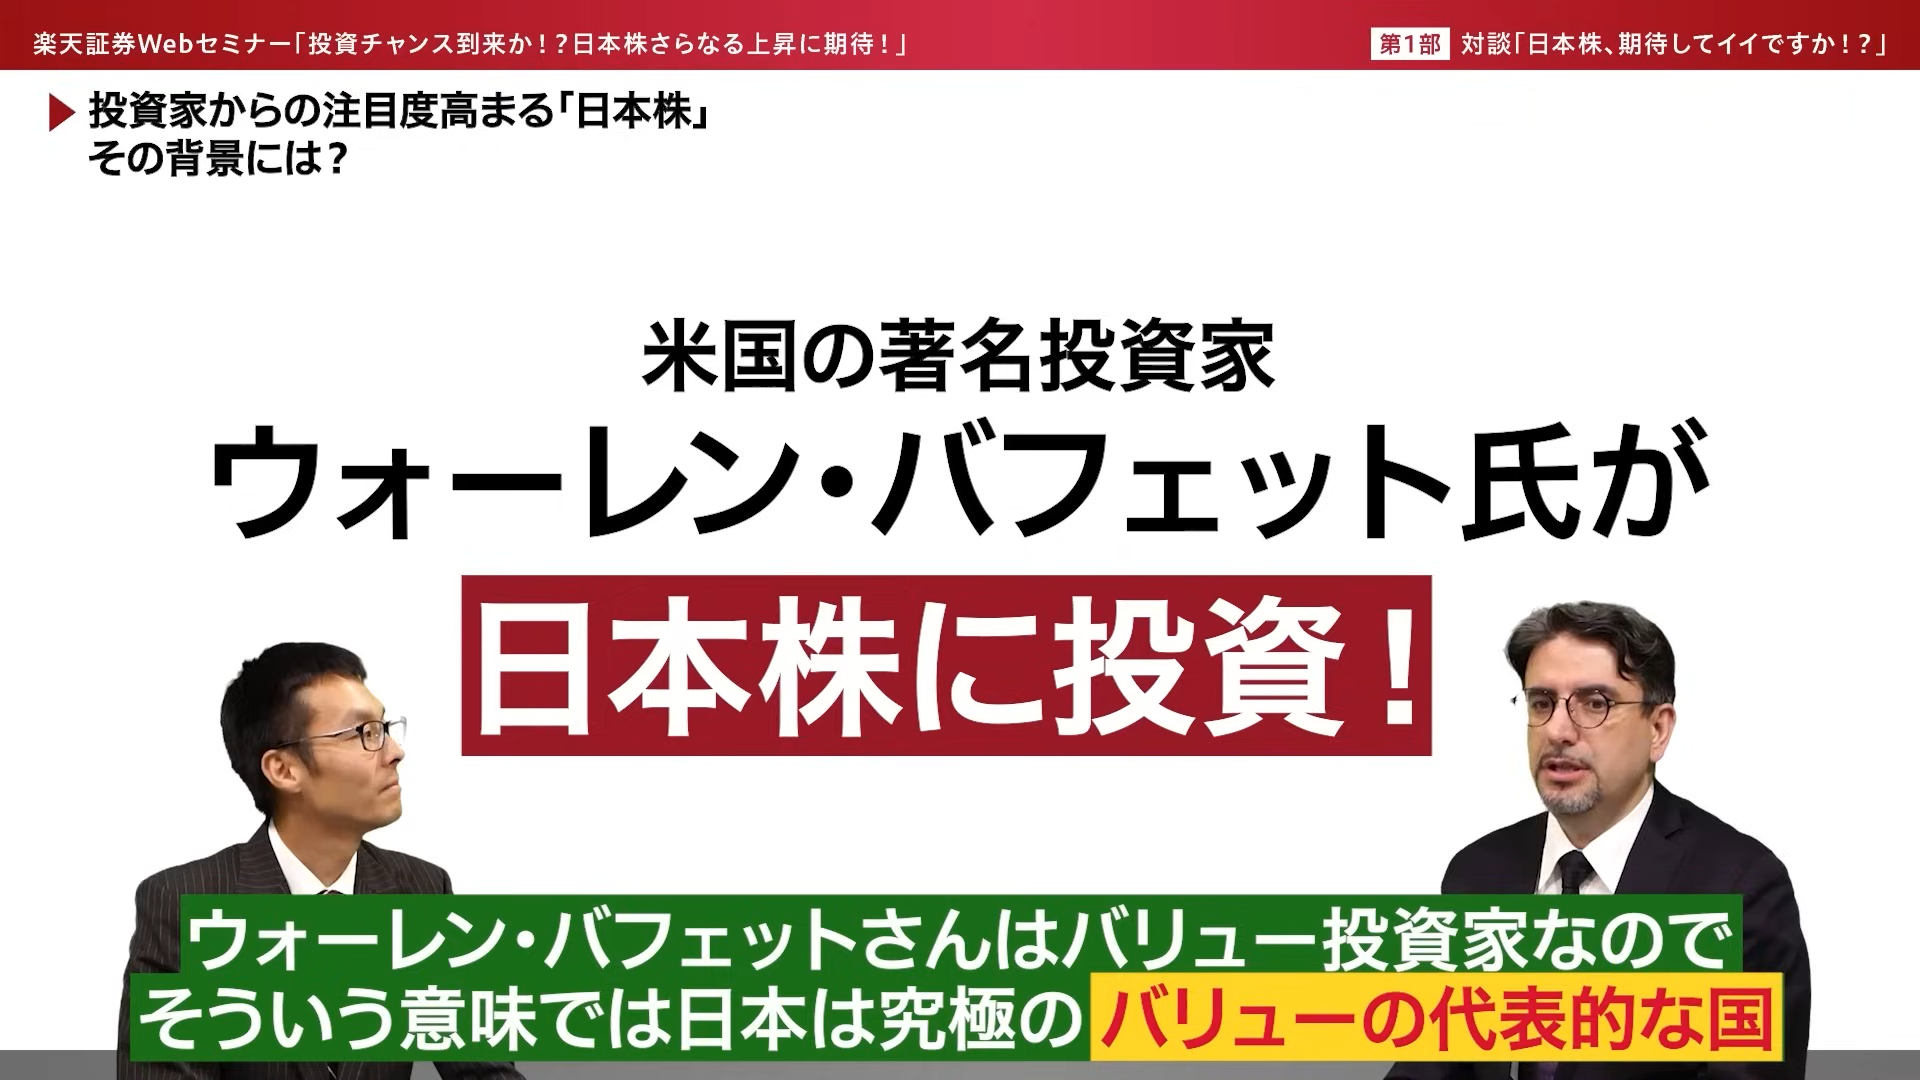 楽天証券Webセミナー「投資チャンス到来か！？日本株さらなる上昇に期待！」
第1部 対談「日本株、期待してイイですか！？」
投資家からの注目度高まる「日本株」
その背景には？
米国の著名投資家
ウォーレン・バフェット氏が
日本株に投資！
ウォーレン・バフェットさんはバリュー投資家なので
そういう意味では日本は究極のバリューの代表的な国